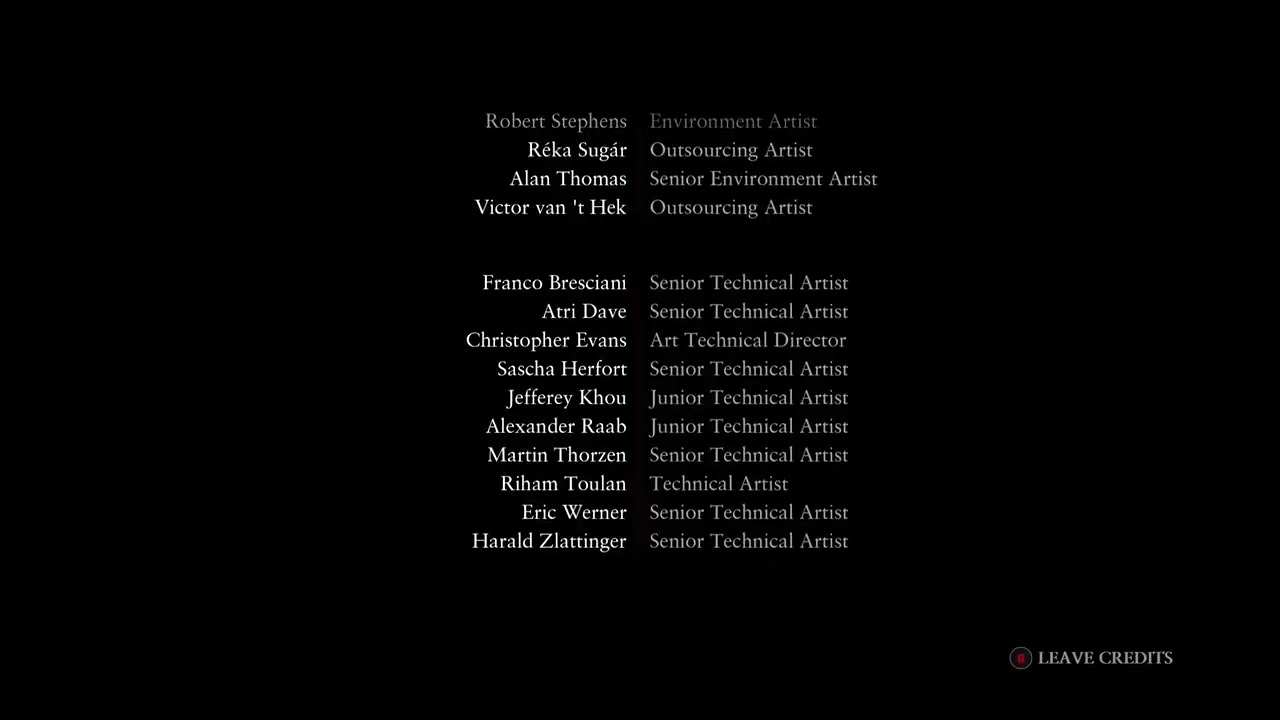 Robert Stephens Environment Artist
Réka Sugár Outsourcing Artist
Alan Thomas Senior Environment Artist
Victor van 't Hek Outsourcing Artist
Franco Bresciani Senior Technical Artist
Atri Dave Senior Technical Artist
Christopher Evans Art Technical Director
Sascha Herfort Senior Technical Artist
Jefferey Khou Junior Technical Artist
Alexander Raab Junior Technical Artist
Martin Thorzen Senior Technical Artist
Riham Toulan Technical Artist
Eric Werner Senior Technical Artist
Harald Zlattinger Senior Technical Artist
LEAVE CREDITS